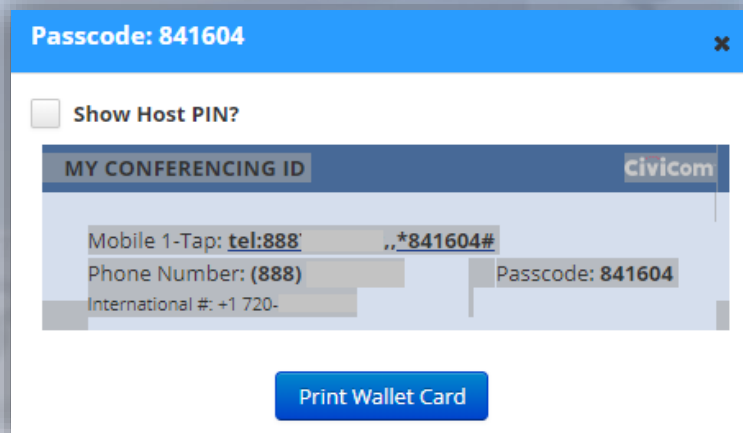 Passcode: 841604
Show Host PIN?
MY CONFERENCING ID Civicom
Mobile 1-Tap: tel:888 ,,*841604#
Phone Number: (888) Passcode: 841604
International #: +1 720-
Print Wallet Card